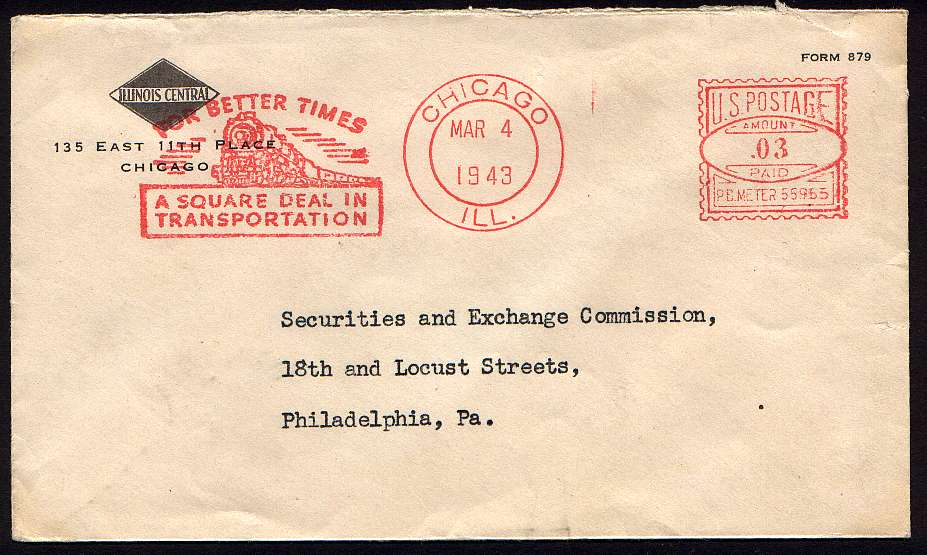 FORM 879
ILLINOIS CENTRAL
135 EAST 11TH PLACE
CHICAGO
FOR BETTER TIMES
A SQUARE DEAL IN
TRANSPORTATION
CHICAGO
MAR 4
1943
ILL.
U.S. POSTAGE
AMOUNT
.03
PAID
P.B. METER 55965
Securities and Exchange Commission,
18th and Locust Streets,
Philadelphia, Pa.